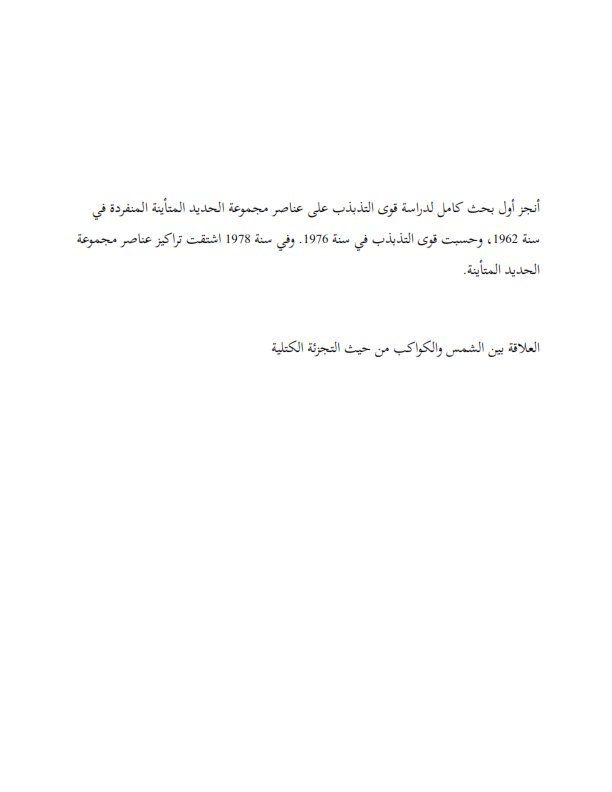 أنجز أول بحث كامل لدراسة قوى التذبذب على عناصر مجموعة الحديد المتأينة المنفردة في
سنة 1962، وحسبت قوى التذبذب في سنة 1976. وفي سنة 1978 اشتقت تراكيز عناصر مجموعة
الحديد المتأينة.
العلاقة بين الشمس والكواكب من حيث التجزئة الكتلية